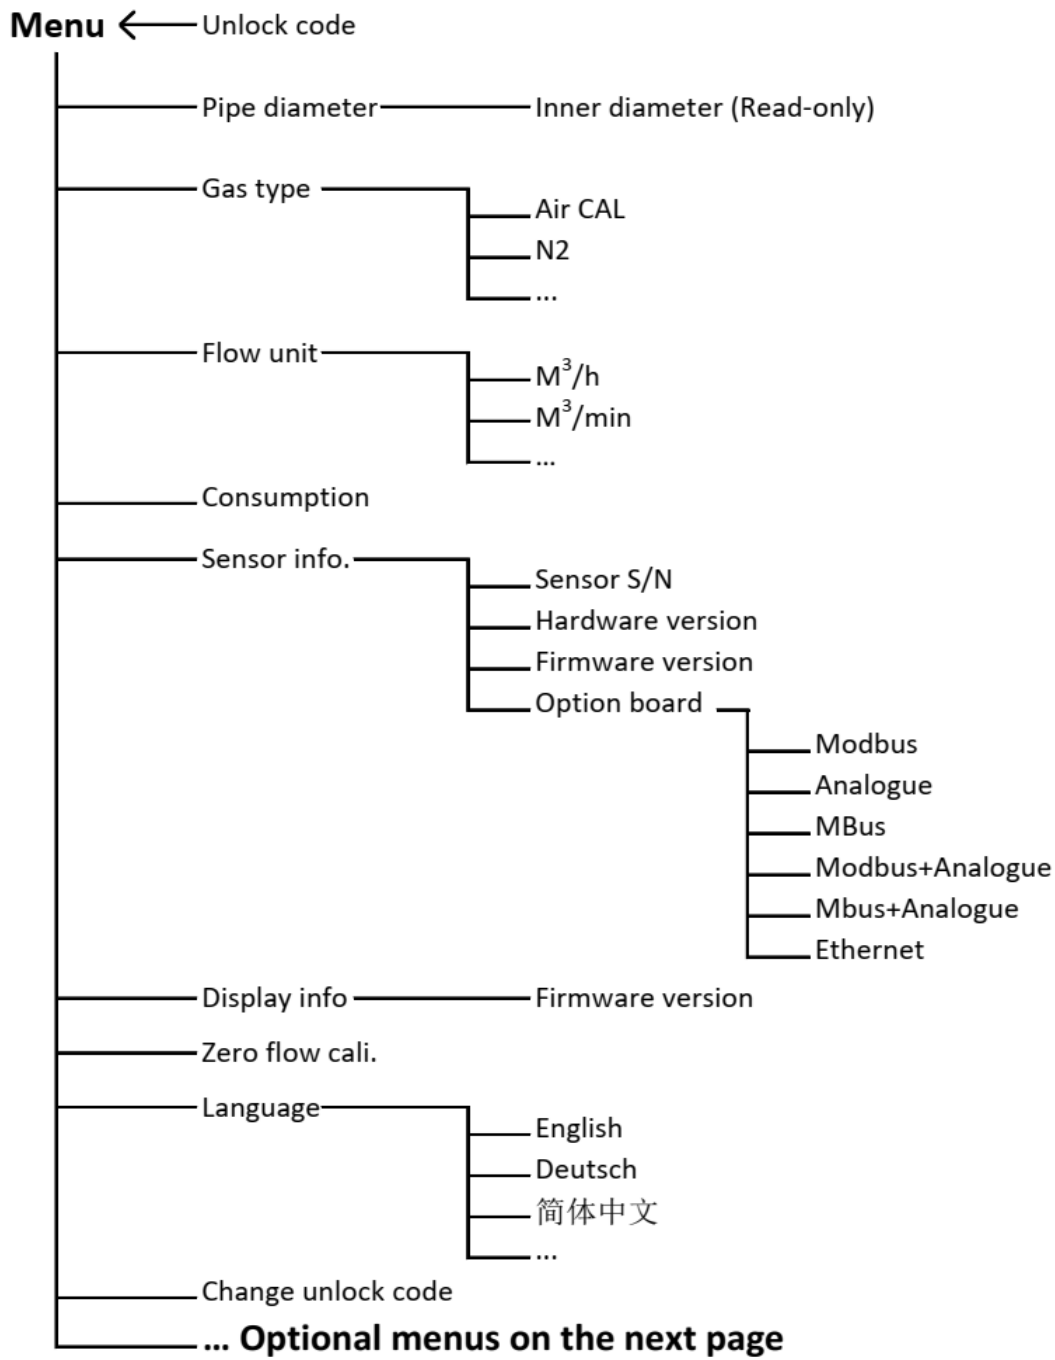 Menu Unlock code
Pipe diameter Inner diameter (Read-only)
Gas type
Air CAL
N2
...
Flow unit
M³/h
M³/min
...
Consumption
Sensor info.
Sensor S/N
Hardware version
Firmware version
Option board
Modbus
Analogue
MBus
Modbus+Analogue
Mbus+Analogue
Ethernet
Display info Firmware version
Zero flow cali.
Language
English
Deutsch
简体中文
...
Change unlock code
... Optional menus on the next page